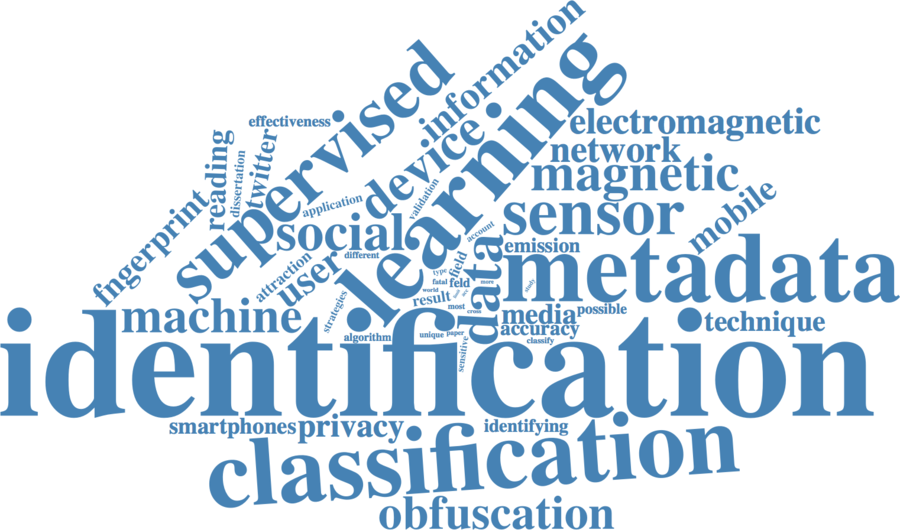 information
supervised
learning
effectiveness
electromagnetic
twitter
reading
dissertation
device
network
validation
magnetic
application
fngerprint
mobile
sensor
social
account
different
emission
user
attraction
data
metadata
field
type
fatal
feld
more
study
world
result
strategies
most
cross
media
possible
machine
technique
accuracy
algorithm
unique
paper
sensitive
classify
identification
smartphones
privacy
identifying
classification
obfuscation